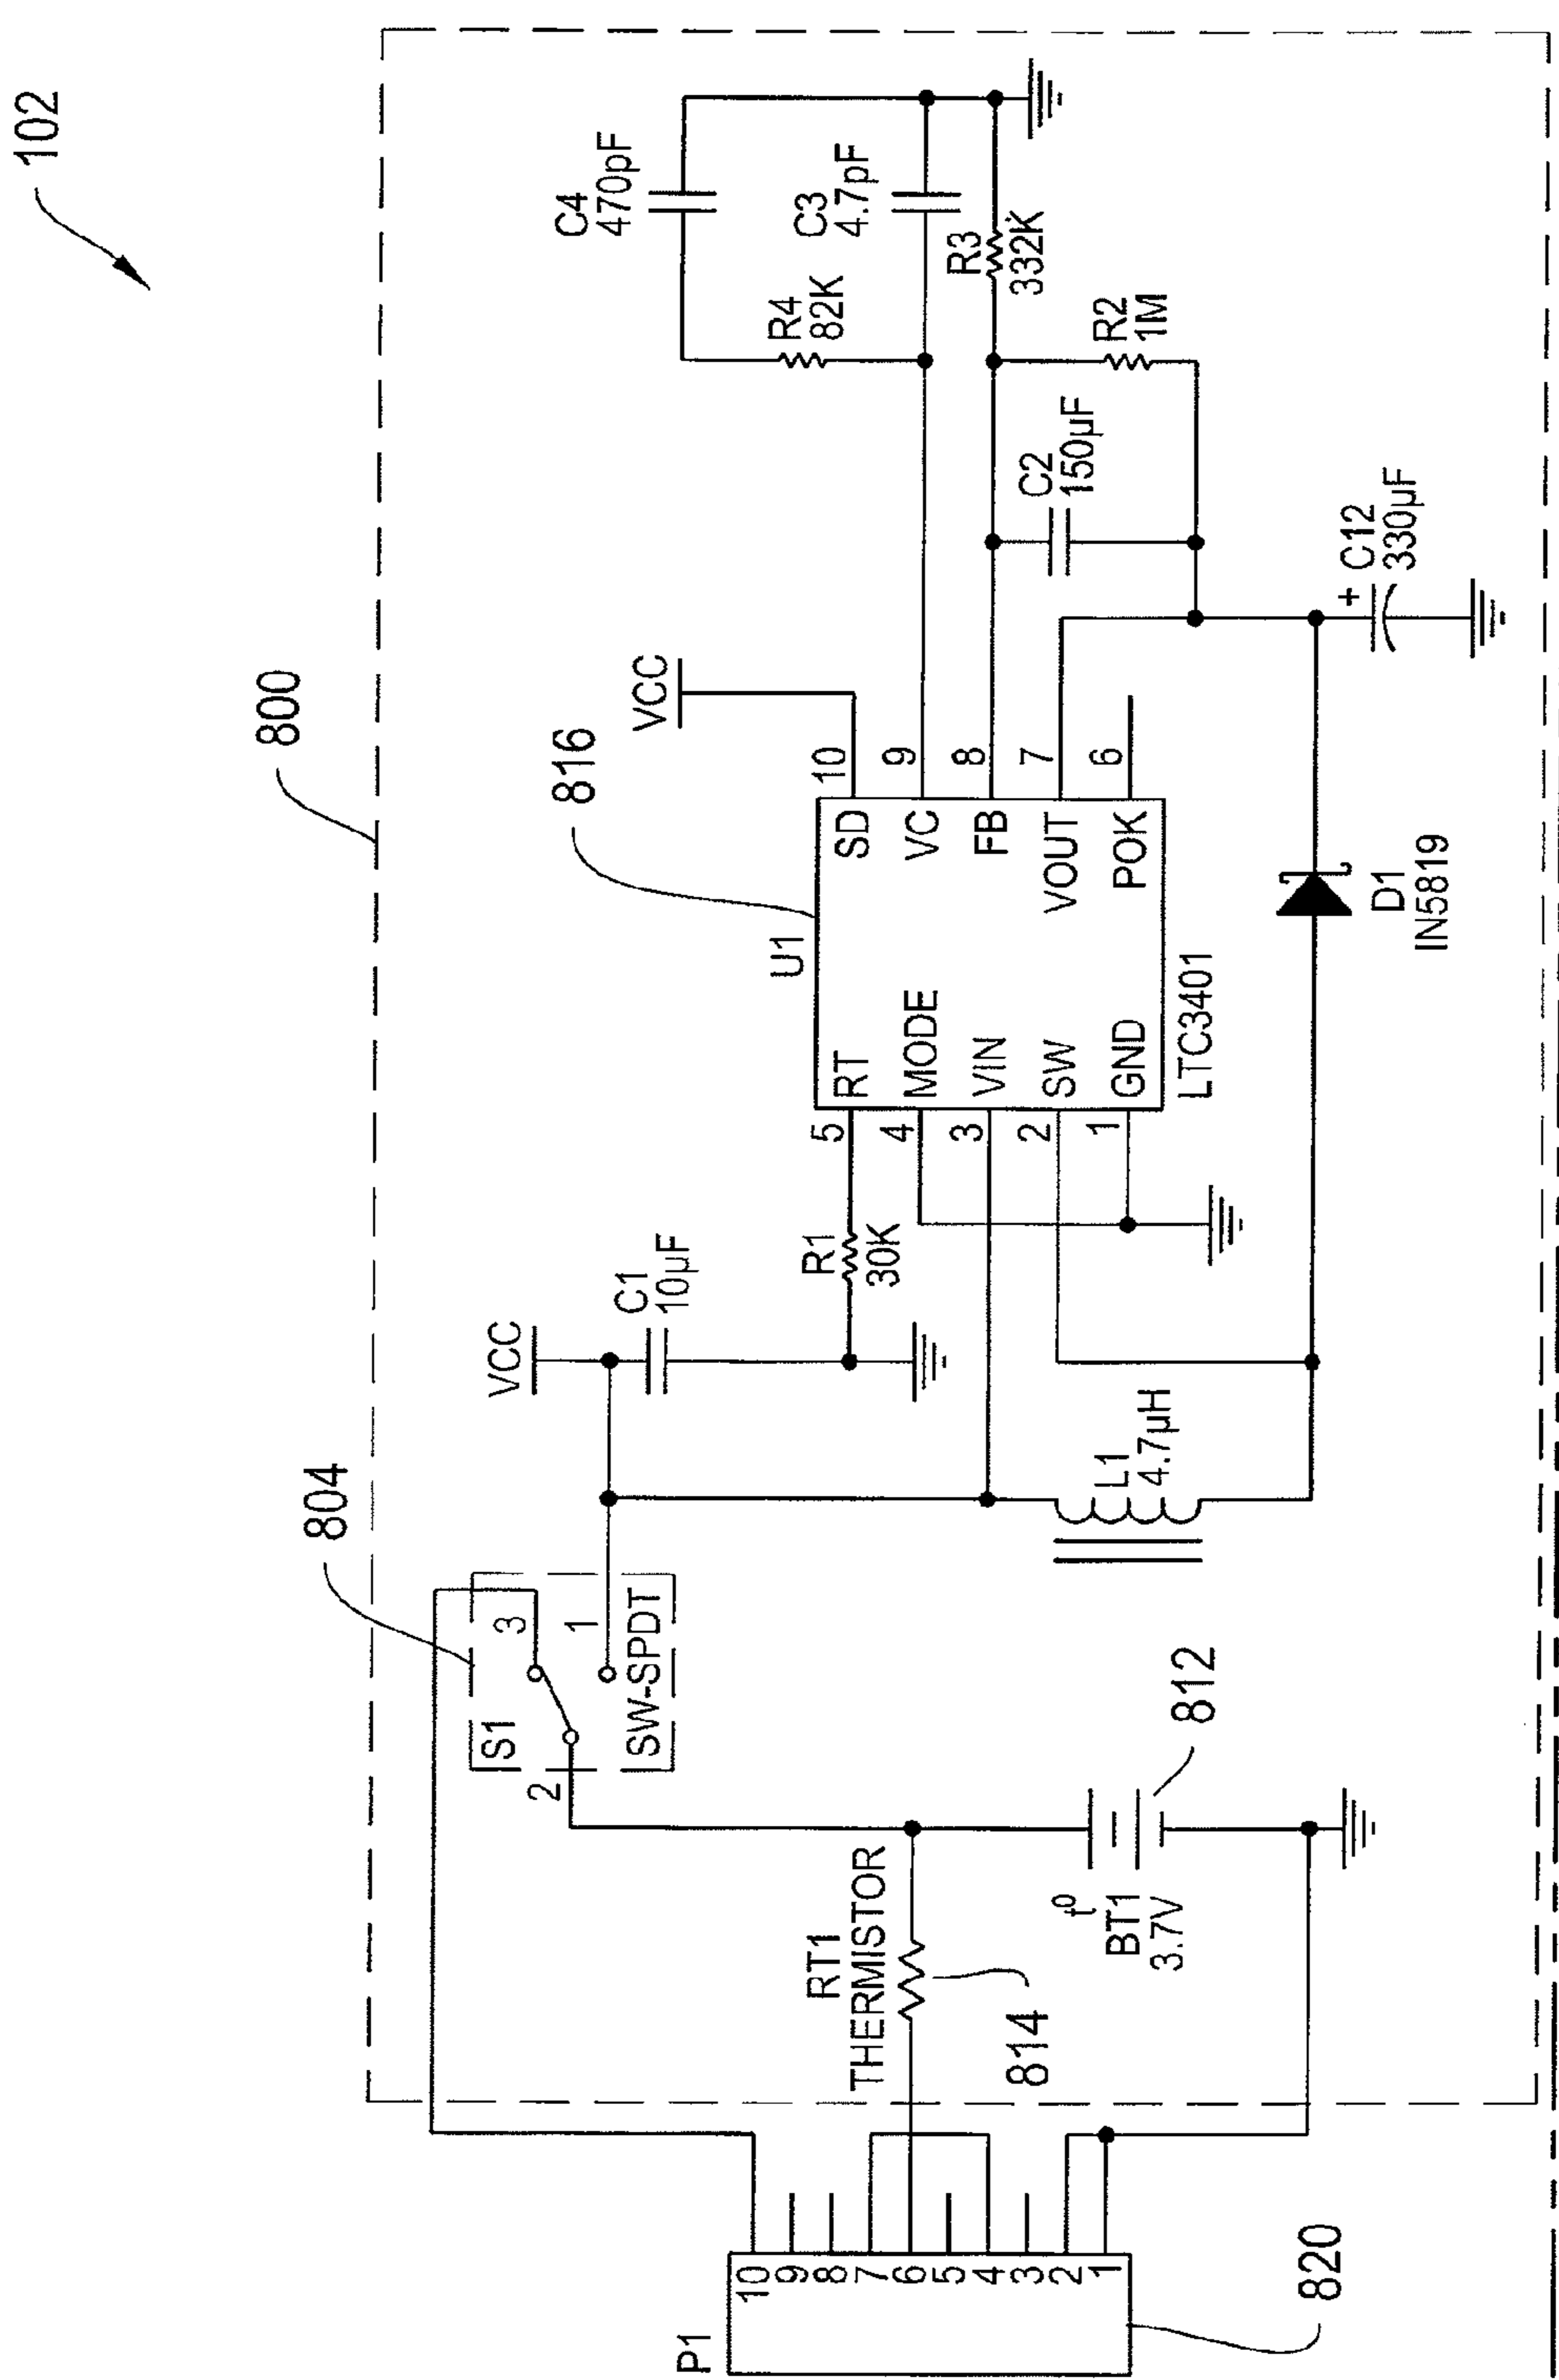 102
800
804
816
VCC
VCC
C4
470pF
C3
4.7pF
R4
82K
R3
332K
R2
1M
C2
150µF
C12
330µF
+
U1
RT
MODE
VIN
SW
GND
SD
VC
FB
VOUT
POK
5
4
3
2
1
10
9
8
7
6
LTC3401
R1
30K
C1
10µF
D1
IN5819
L1
4.7µH
S1
SW-SPDT
3
1
2
812
RT1
THERMISTOR
814
t⁰
BT1
3.7V
P1
10
9
8
7
6
5
4
3
2
1
820